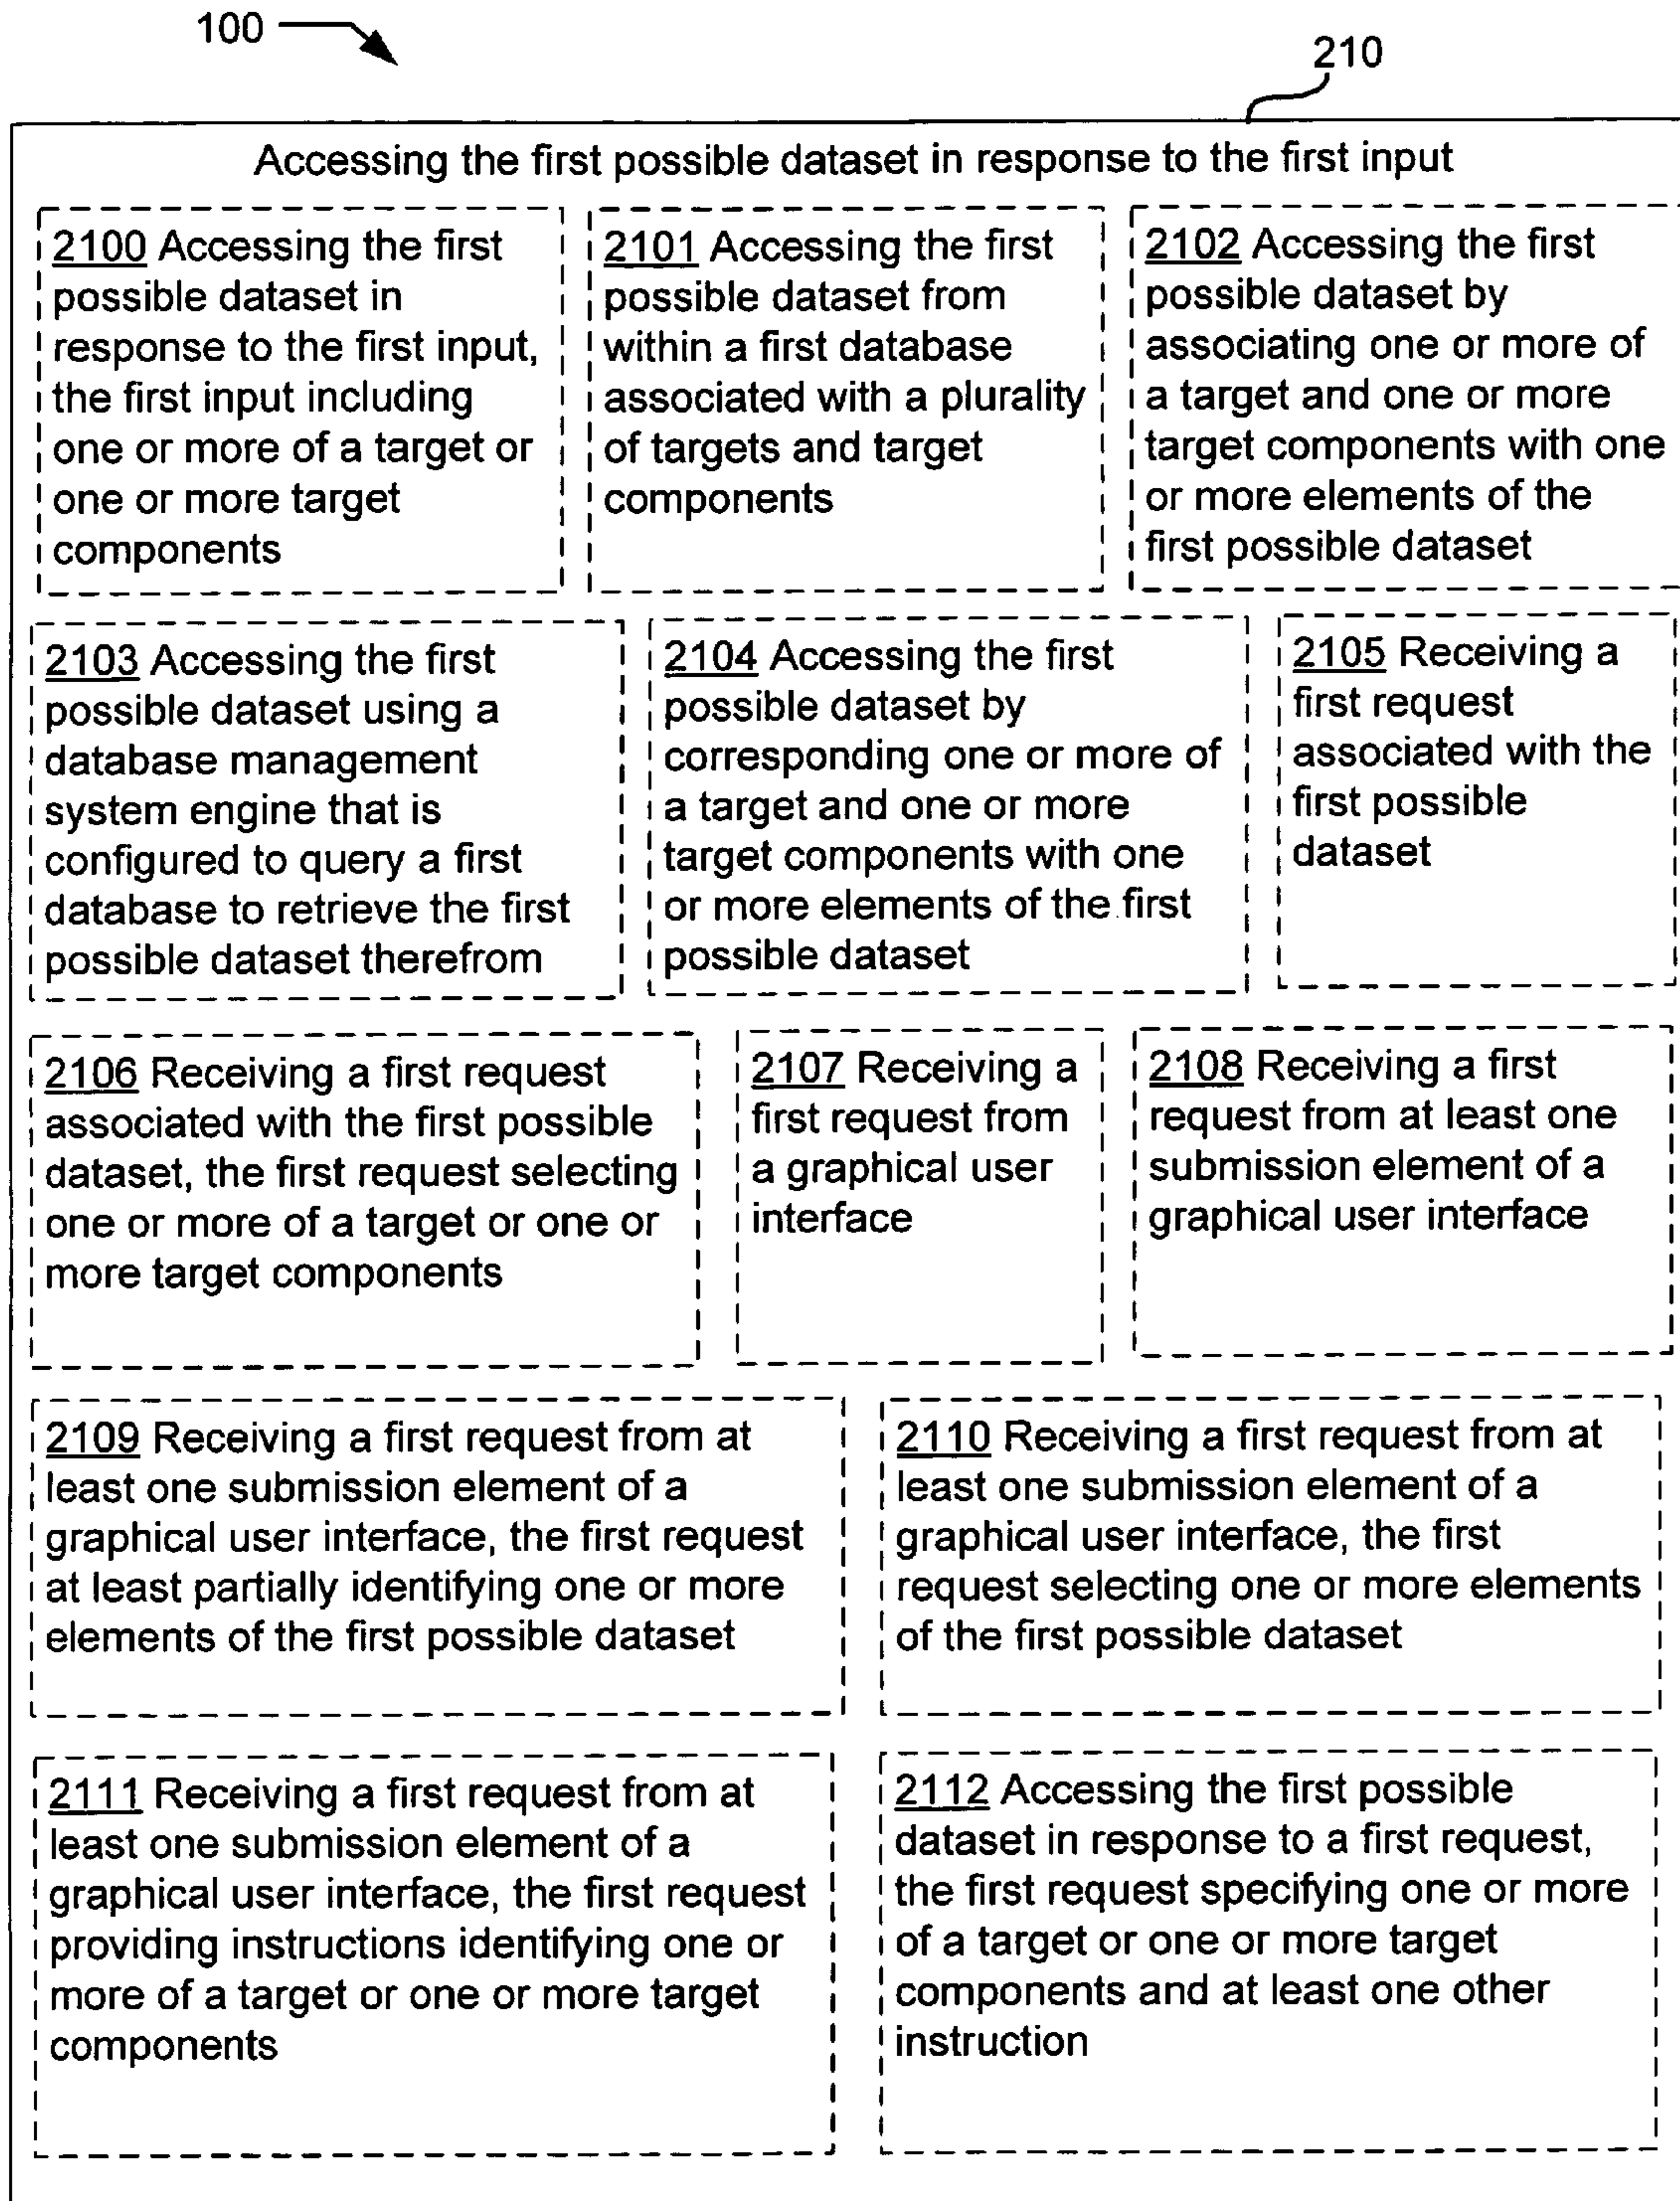 100
210
Accessing the first possible dataset in response to the first input
2100 Accessing the first
possible dataset in
response to the first input,
the first input including
one or more of a target or
one or more target
components
2101 Accessing the first
possible dataset from
within a first database
associated with a plurality
of targets and target
components
2102 Accessing the first
possible dataset by
associating one or more of
a target and one or more
target components with one
or more elements of the
first possible dataset
2103 Accessing the first
possible dataset using a
database management
system engine that is
configured to query a first
database to retrieve the first
possible dataset therefrom
2104 Accessing the first
possible dataset by
corresponding one or more of
a target and one or more
target components with one
or more elements of the first
possible dataset
2105 Receiving a
first request
associated with the
first possible
dataset
2106 Receiving a first request
associated with the first possible
dataset, the first request selecting
one or more of a target or one or
more target components
2107 Receiving a
first request from
a graphical user
interface
2108 Receiving a first
request from at least one
submission element of a
graphical user interface
2109 Receiving a first request from at
least one submission element of a
graphical user interface, the first request
at least partially identifying one or more
elements of the first possible dataset
2110 Receiving a first request from at
least one submission element of a
graphical user interface, the first
request selecting one or more elements
of the first possible dataset
2111 Receiving a first request from at
least one submission element of a
graphical user interface, the first request
providing instructions identifying one or
more of a target or one or more target
components
2112 Accessing the first possible
dataset in response to a first request,
the first request specifying one or more
of a target or one or more target
components and at least one other
instruction